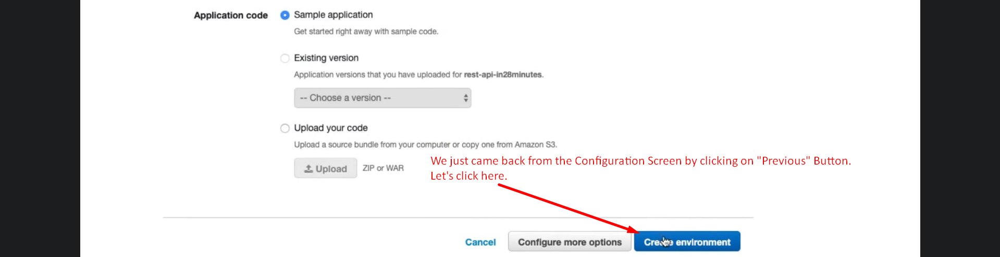 Application code
Sample application
Get started right away with sample code.
Existing version
Application versions that you have uploaded for rest-api-in28minutes.
-- Choose a version --
Upload your code
Upload a source bundle from your computer or copy one from Amazon S3.
Upload
ZIP or WAR
We just came back from the Configuration Screen by clicking on "Previous" Button.
Let's click here.
Cancel
Configure more options
Create environment